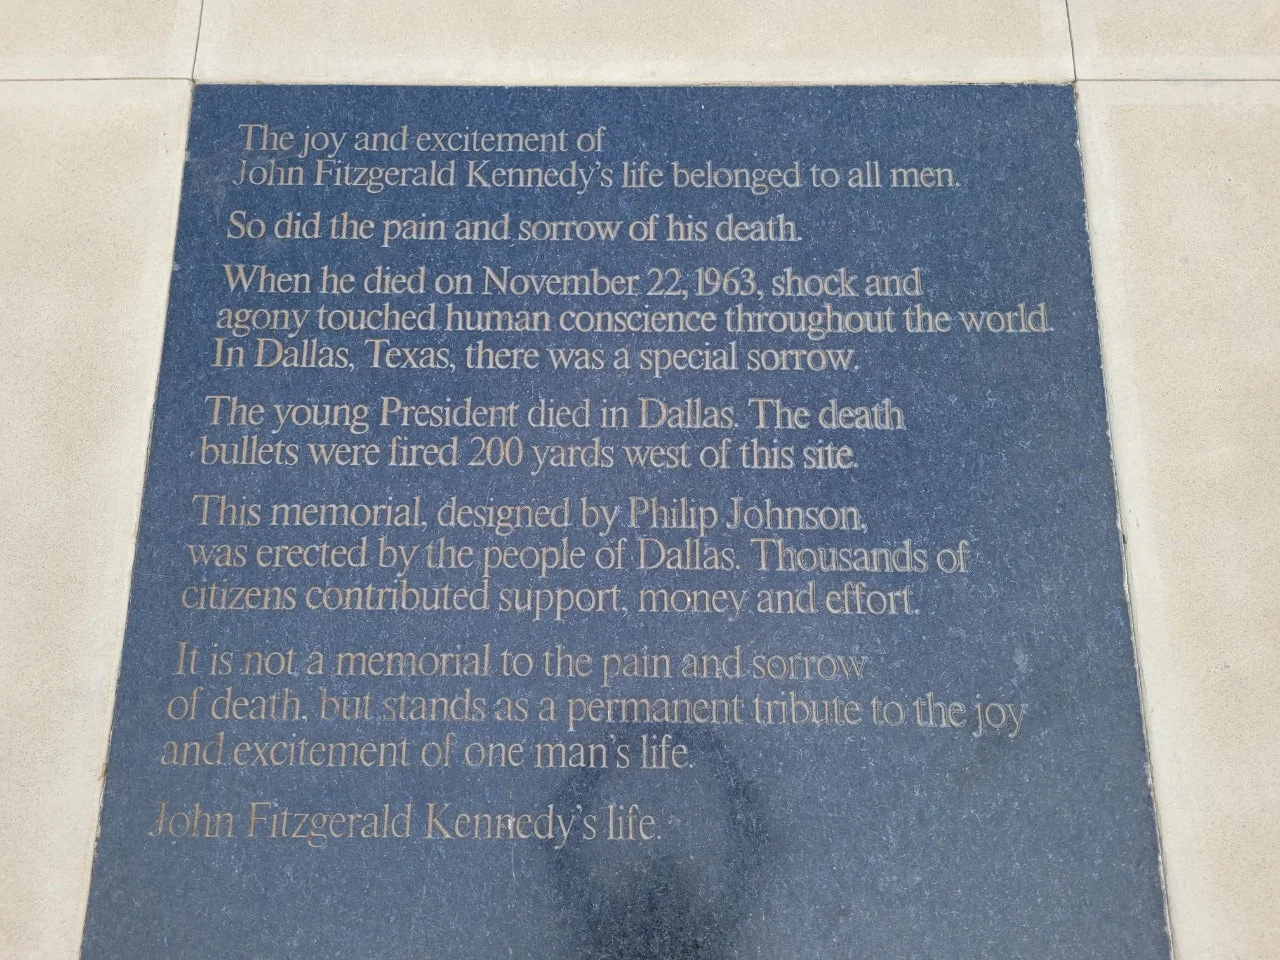 The joy and excitement of
John Fitzgerald Kennedy's life belonged to all men.
So did the pain and sorrow of his death.
When he died on November 22, 1963, shock and
agony touched human conscience throughout the world.
In Dallas, Texas, there was a special sorrow.
The young President died in Dallas. The death
bullets were fired 200 yards west of this site.
This memorial, designed by Philip Johnson,
was erected by the people of Dallas. Thousands of
citizens contributed support, money and effort.
It is not a memorial to the pain and sorrow
of death, but stands as a permanent tribute to the joy
and excitement of one man's life.
John Fitzgerald Kennedy's life.